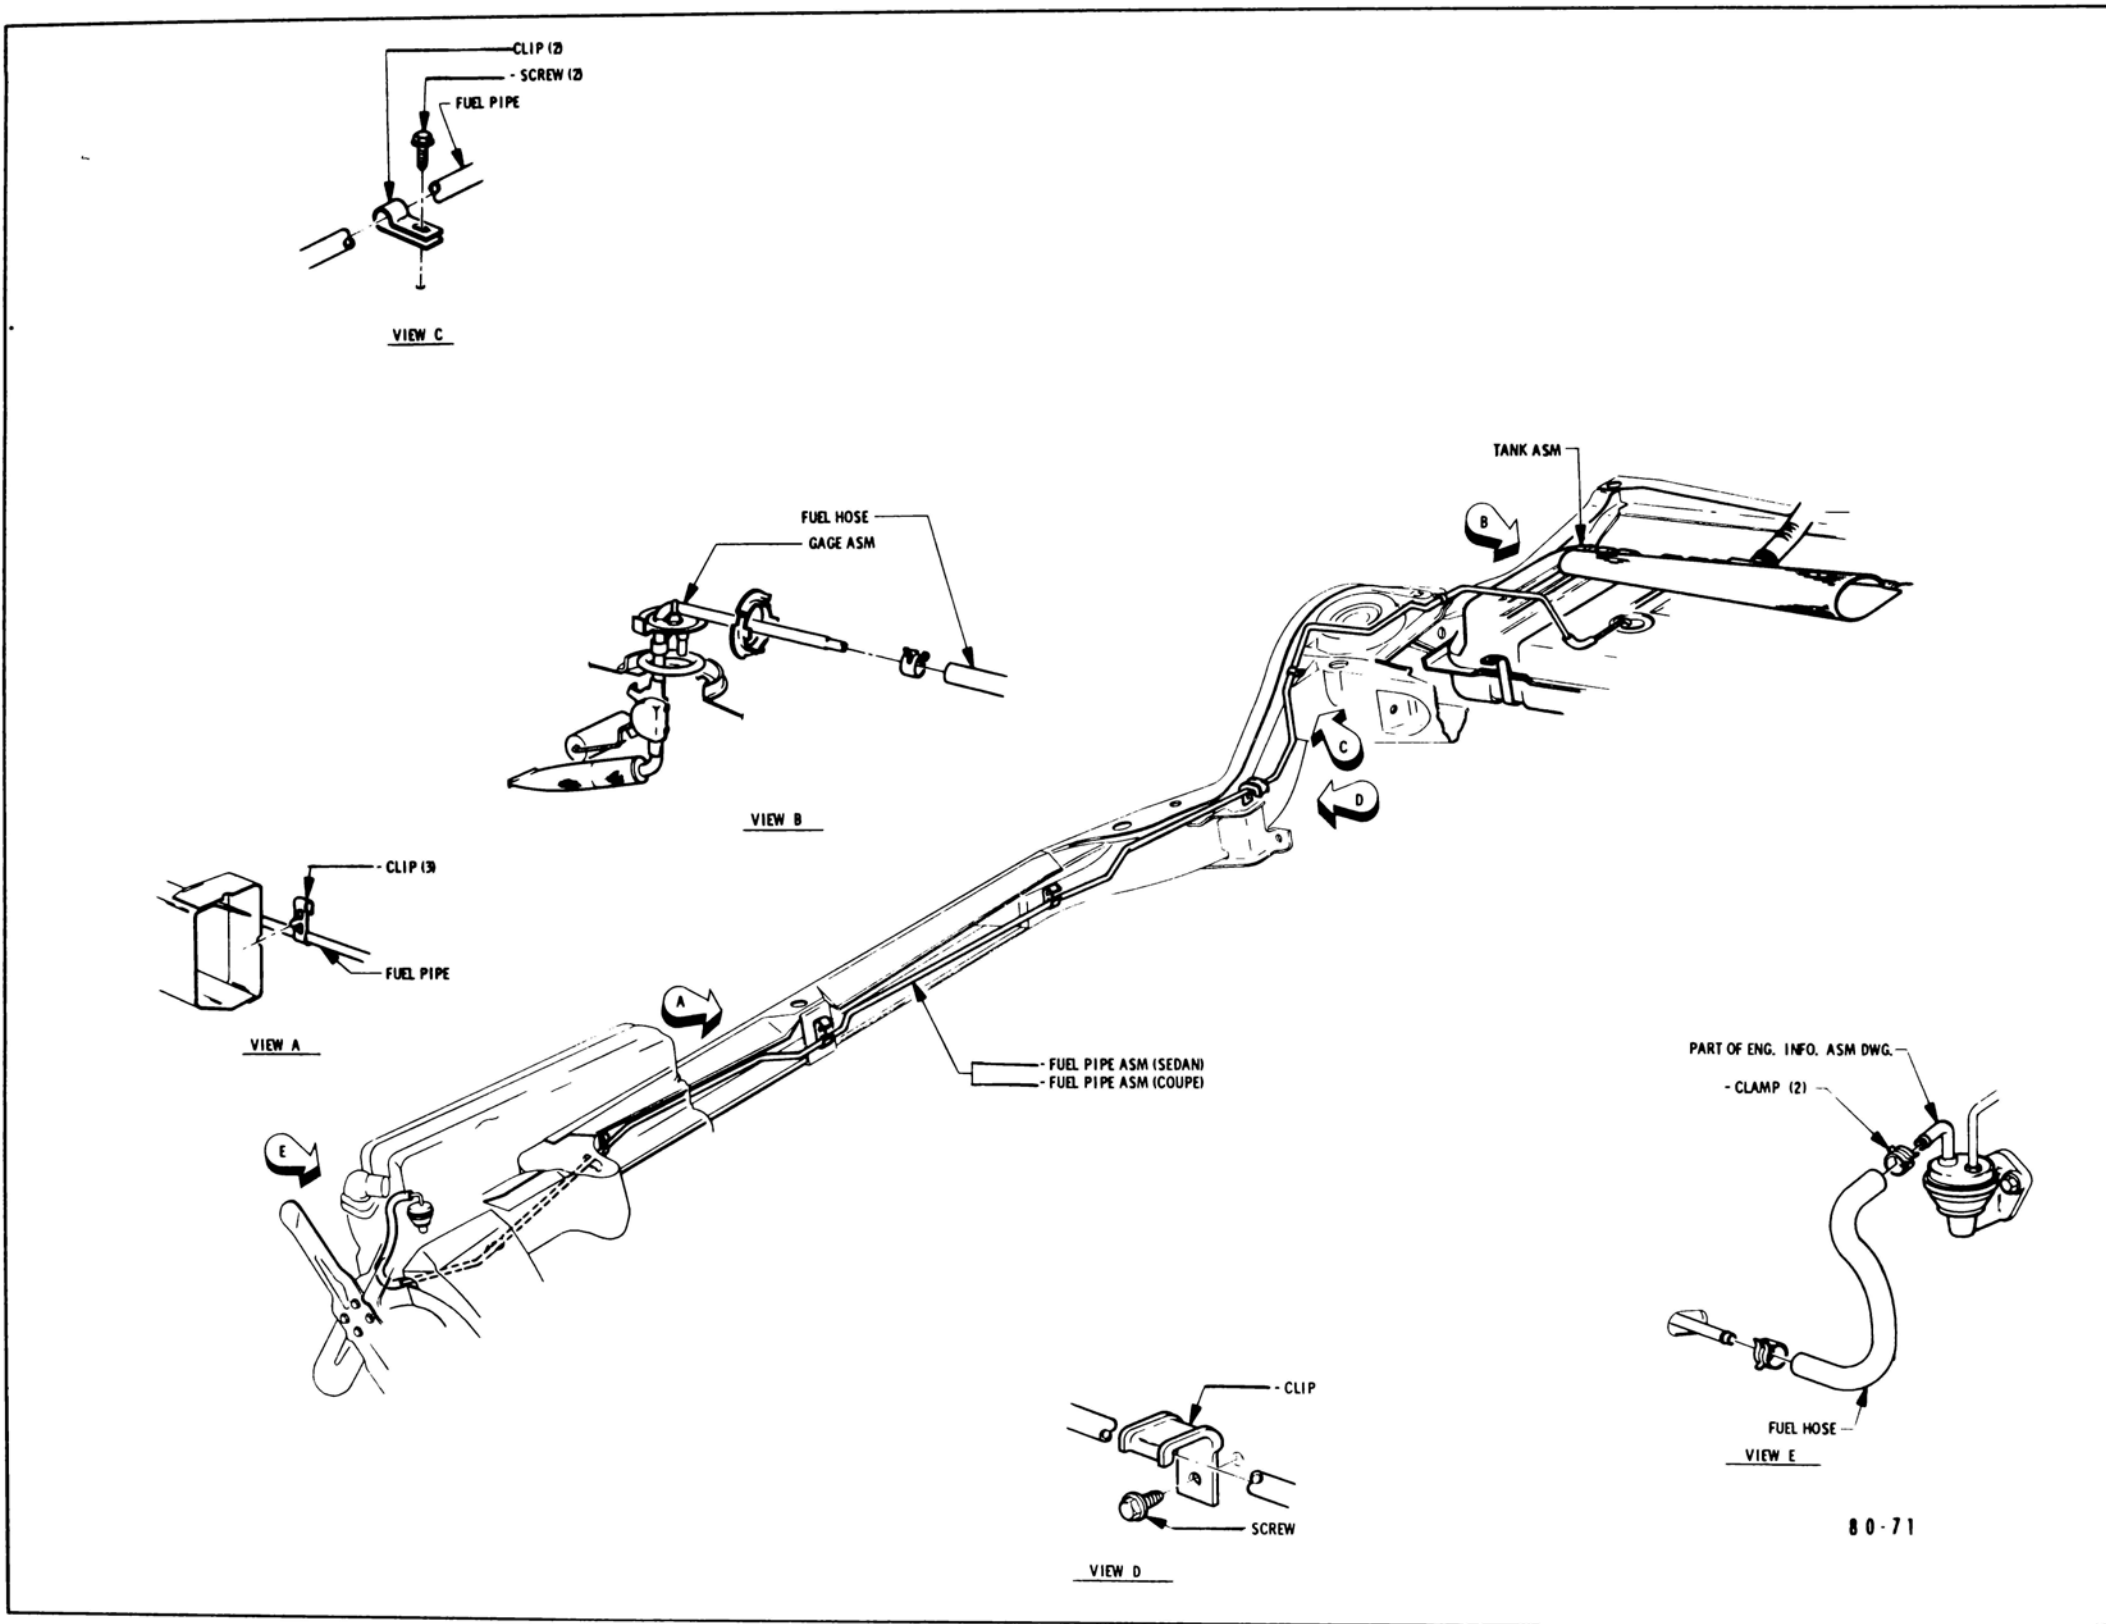 CLIP (2)
- SCREW (2)
FUEL PIPE
VIEW C
TANK ASM
B
FUEL HOSE
GAGE ASM
C
D
VIEW B
- CLIP (3)
FUEL PIPE
VIEW A
A
- FUEL PIPE ASM (SEDAN)
- FUEL PIPE ASM (COUPE)
E
PART OF ENG. INFO. ASM DWG.
- CLAMP (2)
FUEL HOSE
VIEW E
- CLIP
SCREW
VIEW D
80-71